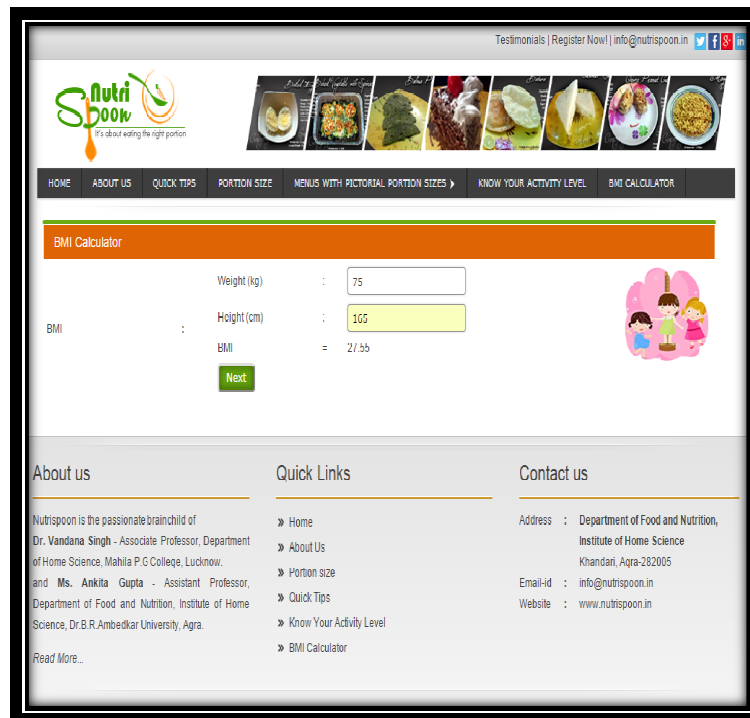 Testimonials | Register Now! | info@nutrispoon.in
Nutri
Spoon
It's about eating the right portion
HOME ABOUT US QUICK TIPS PORTION SIZE MENUS WITH PICTORIAL PORTION SIZES KNOW YOUR ACTIVITY LEVEL BMI CALCULATOR
BMI Calculator
Weight (kg) : 75
Height (cm) : 165
BMI :
BMI = 27.55
Next
About us
Nutrispoon is the passionate brainchild of
Dr. Vandana Singh - Associate Professor, Department
of Home Science, Mahila P.G College, Lucknow.
and Ms. Ankita Gupta - Assistant Professor,
Department of Food and Nutrition, Institute of Home
Science, Dr.B.R.Ambedkar University, Agra.
Read More...
Quick Links
» Home
» About Us
» Portion size
» Quick Tips
» Know Your Activity Level
» BMI Calculator
Contact us
Address : Department of Food and Nutrition,
Institute of Home Science
Khandari, Agra-282005
Email-id : info@nutrispoon.in
Website : www.nutrispoon.in